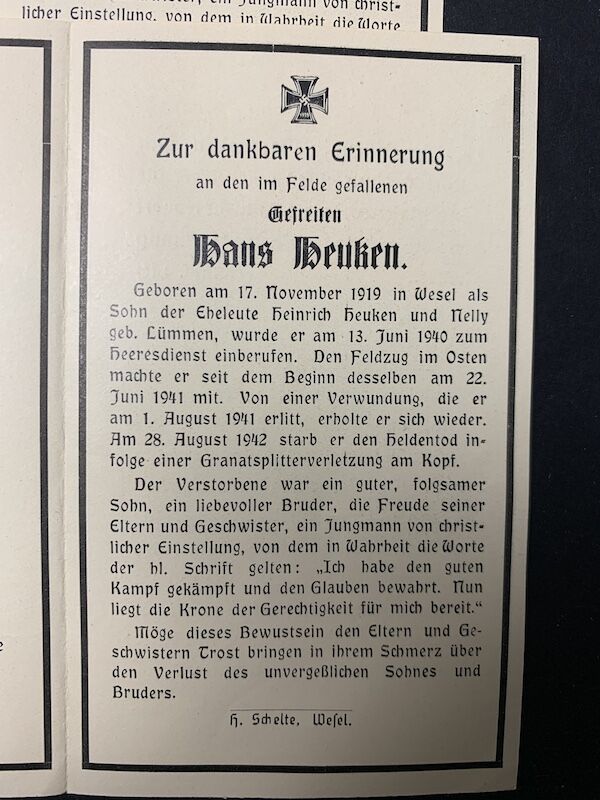 licher Einstellung, von dem in Wahrheit die Worte
Zur dankbaren Erinnerung
an den im Felde gefallenen
Gefreiten
Hans Heuken.
Geboren am 17. November 1919 in Wesel als
Sohn der Eheleute Heinrich Heuken und Nelly
geb. Lümmen, wurde er am 13. Juni 1940 zum
Heeresdienst einberufen. Den Feldzug im Osten
machte er seit dem Beginn desselben am 22.
Juni 1941 mit. Von einer Verwundung, die er
am 1. August 1941 erlitt, erholte er sich wieder.
Am 28. August 1942 starb er den Heldentod in-
folge einer Granatsplitterverletzung am Kopf.
Der Verstorbene war ein guter, folgsamer
Sohn, ein liebevoller Bruder, die Freude seiner
Eltern und Geschwister, ein Jungmann von christ-
licher Einstellung, von dem in Wahrheit die Worte
der hl. Schrift gelten: „Ich habe den guten
Kampf gekämpft und den Glauben bewahrt. Nun
liegt die Krone der Gerechtigkeit für mich bereit.“
Möge dieses Bewustsein den Eltern und Ge-
schwistern Trost bringen in ihrem Schmerz über
den Verlust des unvergeßlichen Sohnes und
Bruders.
H. Schelte, Wesel.